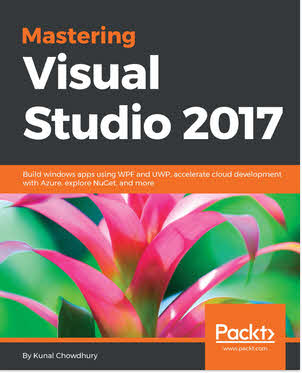 Mastering
Visual
Studio 2017
Build windows apps using WPF and UWP, accelerate cloud development
with Azure, explore NuGet, and more
Packt>
www.packt.com
By Kunal Chowdhury